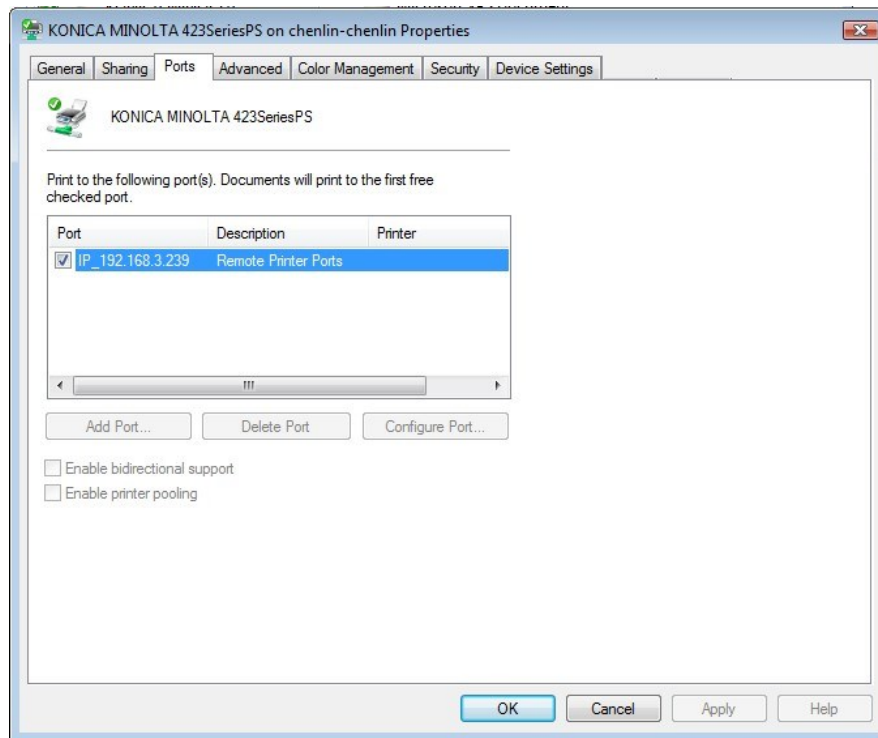 KONICA MINOLTA 423SeriesPS on chenlin-chenlin Properties
General Sharing Ports Advanced Color Management Security Device Settings
KONICA MINOLTA 423SeriesPS
Print to the following port(s). Documents will print to the first free
checked port.
Port Description Printer
IP_192.168.3.239 Remote Printer Ports
Add Port... Delete Port Configure Port...
Enable bidirectional support
Enable printer pooling
OK Cancel Apply Help